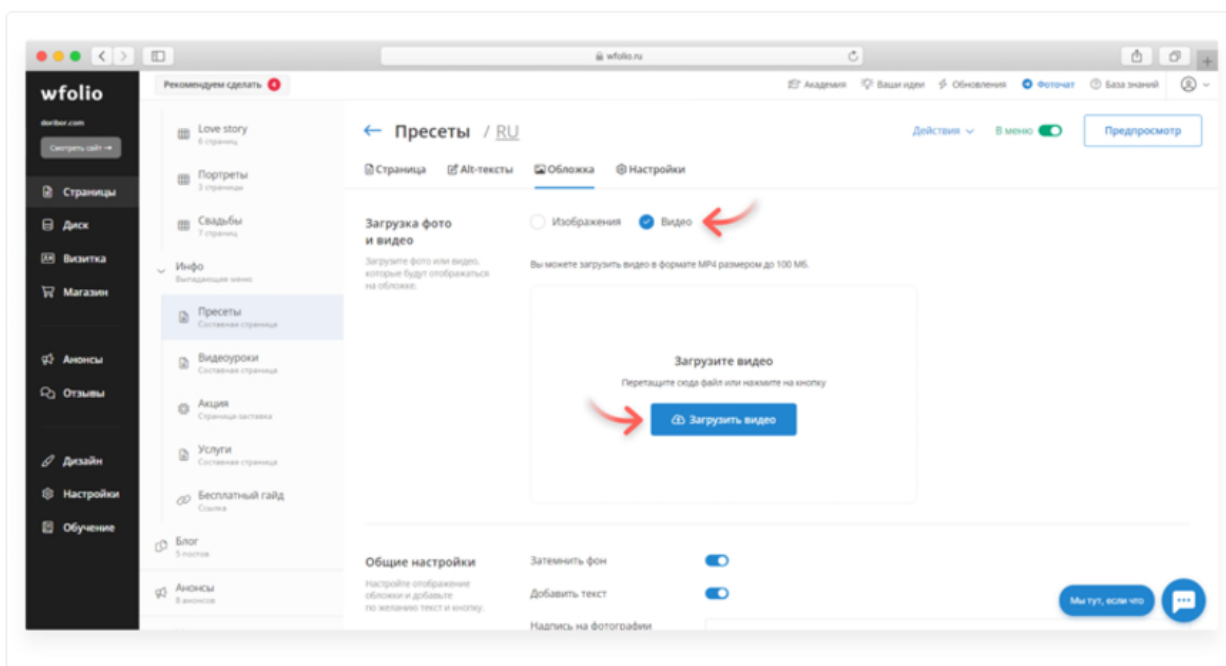 wfolio.ru
wfolio
Рекомендуем сделать 4
Академия Ваши идеи Обновления Фоточат База знаний
doribor.com
Смотреть сайт →
Страницы
Диск
Визитка
Магазин
Анонсы
Отзывы
Дизайн
Настройки
Обучение
Love story
6 страниц
Портреты
3 страницы
Свадьбы
7 страниц
Инфо
Выпадающее меню
Пресеты
Составная страница
Видеоуроки
Составная страница
Акция
Страница-заставка
Услуги
Составная страница
Бесплатный гайд
Ссылка
Блог
5 постов
Анонсы
8 анонсов
← Пресеты / RU
Действия В меню Предпросмотр
Страница Alt-тексты Обложка Настройки
Загрузка фото
и видео
Загрузите фото или видео,
которые будут отображаться
на обложке.
Изображения Видео
Вы можете загрузить видео в формате MP4 размером до 100 Мб.
Загрузите видео
Перетащите сюда файл или нажмите на кнопку
Загрузить видео
Общие настройки
Настройте отображение
обложки и добавьте
по желанию текст и кнопку.
Затемнить фон
Добавить текст
Надпись на фотографии
Мы тут, если что